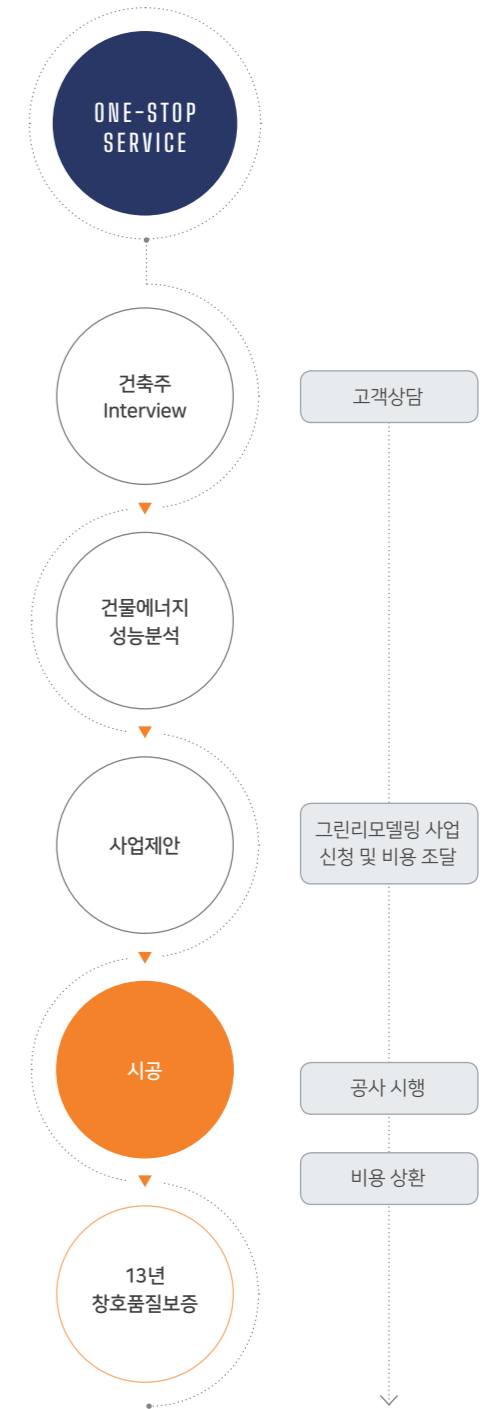 ONE-STOP
SERVICE
건축주
Interview
고객상담
건물에너지
성능분석
사업제안
그린리모델링 사업
신청 및 비용 조달
시공
공사 시행
비용 상환
13년
창호품질보증